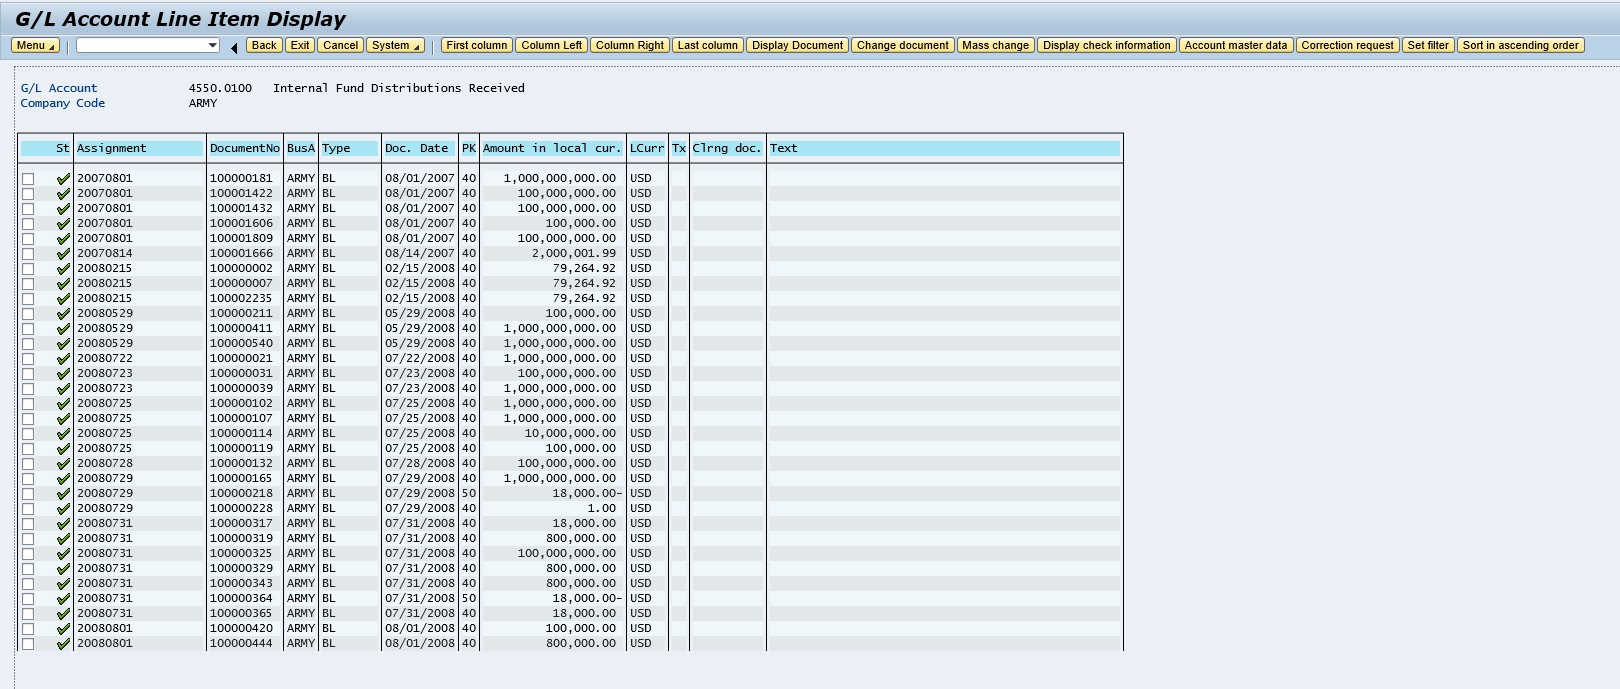 G/L Account Line Item Display
Menu Back Exit Cancel System First column Column Left Column Right Last column Display Document Change document Mass change Display check information Account master data Correction request Set filter Sort in ascending order
G/L Account 4550.0100 Internal Fund Distributions Received
Company Code ARMY
St Assignment DocumentNo BusA Type Doc. Date PK Amount in local cur. LCurr Tx Clrng doc. Text
20070801 100000181 ARMY BL 08/01/2007 40 1,000,000,000.00 USD
20070801 100001422 ARMY BL 08/01/2007 40 100,000,000.00 USD
20070801 100001432 ARMY BL 08/01/2007 40 100,000,000.00 USD
20070801 100001606 ARMY BL 08/01/2007 40 100,000.00 USD
20070801 100001809 ARMY BL 08/01/2007 40 100,000,000.00 USD
20070814 100001666 ARMY BL 08/14/2007 40 2,000,001.99 USD
20080215 100000002 ARMY BL 02/15/2008 40 79,264.92 USD
20080215 100000007 ARMY BL 02/15/2008 40 79,264.92 USD
20080215 100002235 ARMY BL 02/15/2008 40 79,264.92 USD
20080529 100000211 ARMY BL 05/29/2008 40 100,000.00 USD
20080529 100000411 ARMY BL 05/29/2008 40 1,000,000,000.00 USD
20080529 100000540 ARMY BL 05/29/2008 40 1,000,000,000.00 USD
20080722 100000021 ARMY BL 07/22/2008 40 1,000,000,000.00 USD
20080723 100000031 ARMY BL 07/23/2008 40 100,000,000.00 USD
20080723 100000039 ARMY BL 07/23/2008 40 1,000,000,000.00 USD
20080725 100000102 ARMY BL 07/25/2008 40 1,000,000,000.00 USD
20080725 100000107 ARMY BL 07/25/2008 40 1,000,000,000.00 USD
20080725 100000114 ARMY BL 07/25/2008 40 10,000,000.00 USD
20080725 100000119 ARMY BL 07/25/2008 40 100,000.00 USD
20080728 100000132 ARMY BL 07/28/2008 40 100,000,000.00 USD
20080729 100000165 ARMY BL 07/29/2008 40 1,000,000,000.00 USD
20080729 100000218 ARMY BL 07/29/2008 50 18,000.00- USD
20080729 100000228 ARMY BL 07/29/2008 40 1.00 USD
20080731 100000317 ARMY BL 07/31/2008 40 18,000.00 USD
20080731 100000319 ARMY BL 07/31/2008 40 800,000.00 USD
20080731 100000325 ARMY BL 07/31/2008 40 100,000,000.00 USD
20080731 100000329 ARMY BL 07/31/2008 40 800,000.00 USD
20080731 100000343 ARMY BL 07/31/2008 40 800,000.00 USD
20080731 100000364 ARMY BL 07/31/2008 50 18,000.00- USD
20080731 100000365 ARMY BL 07/31/2008 40 18,000.00 USD
20080801 100000420 ARMY BL 08/01/2008 40 100,000.00 USD
20080801 100000444 ARMY BL 08/01/2008 40 800,000.00 USD